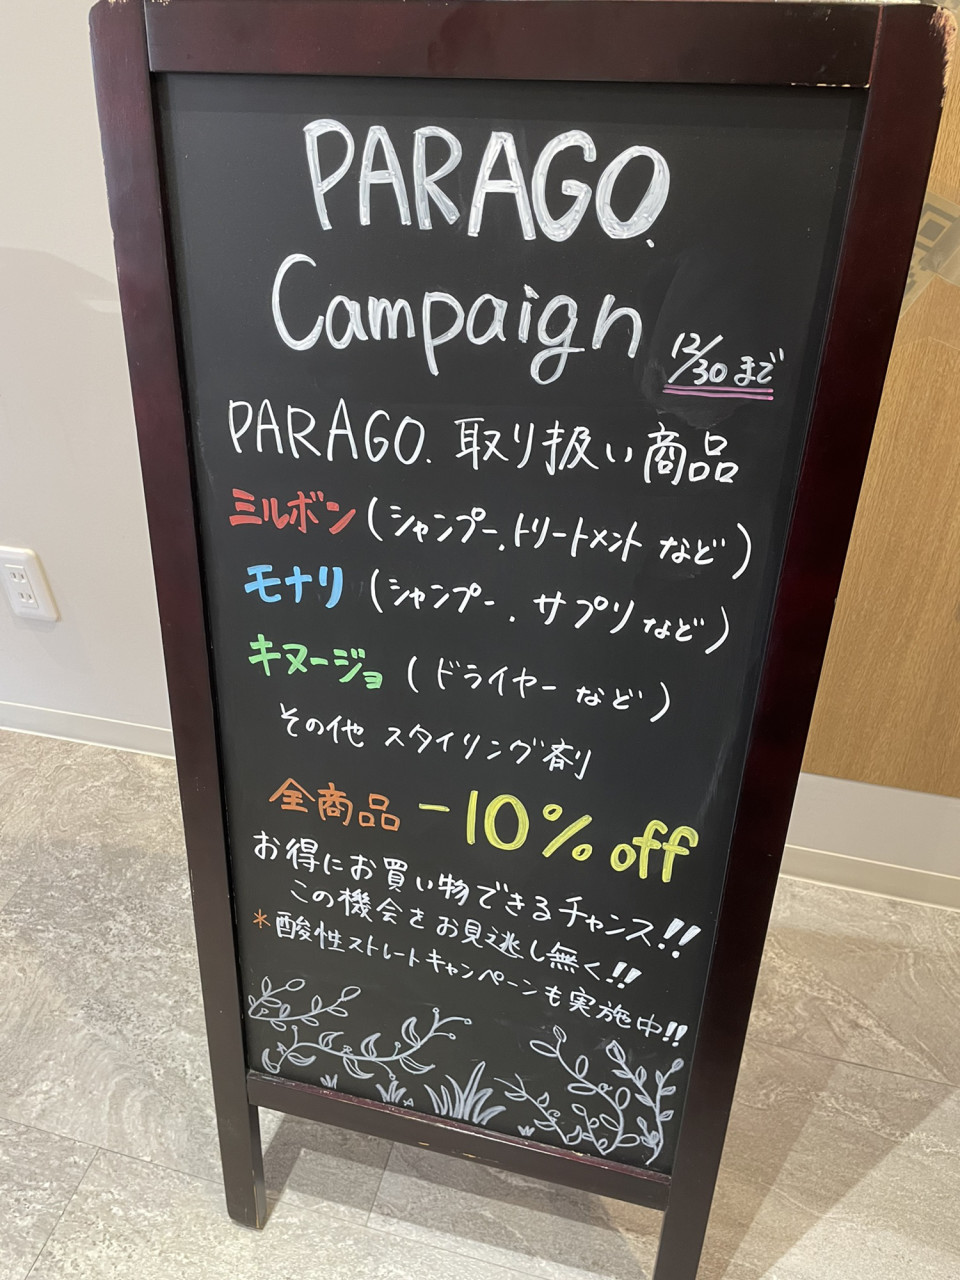 PARAGO.
Campaign
12/30 まで
PARAGO. 取り扱い商品
ミルボン (シャンプー、トリートメント など)
モナリ (シャンプー、サプリ など)
キヌージョ (ドライヤー など)
その他 スタイリング剤
全商品 -10% off
お得にお買い物できるチャンス!!
この機会をお見逃し無く!!
*酸性ストレートキャンペーンも実施中!!